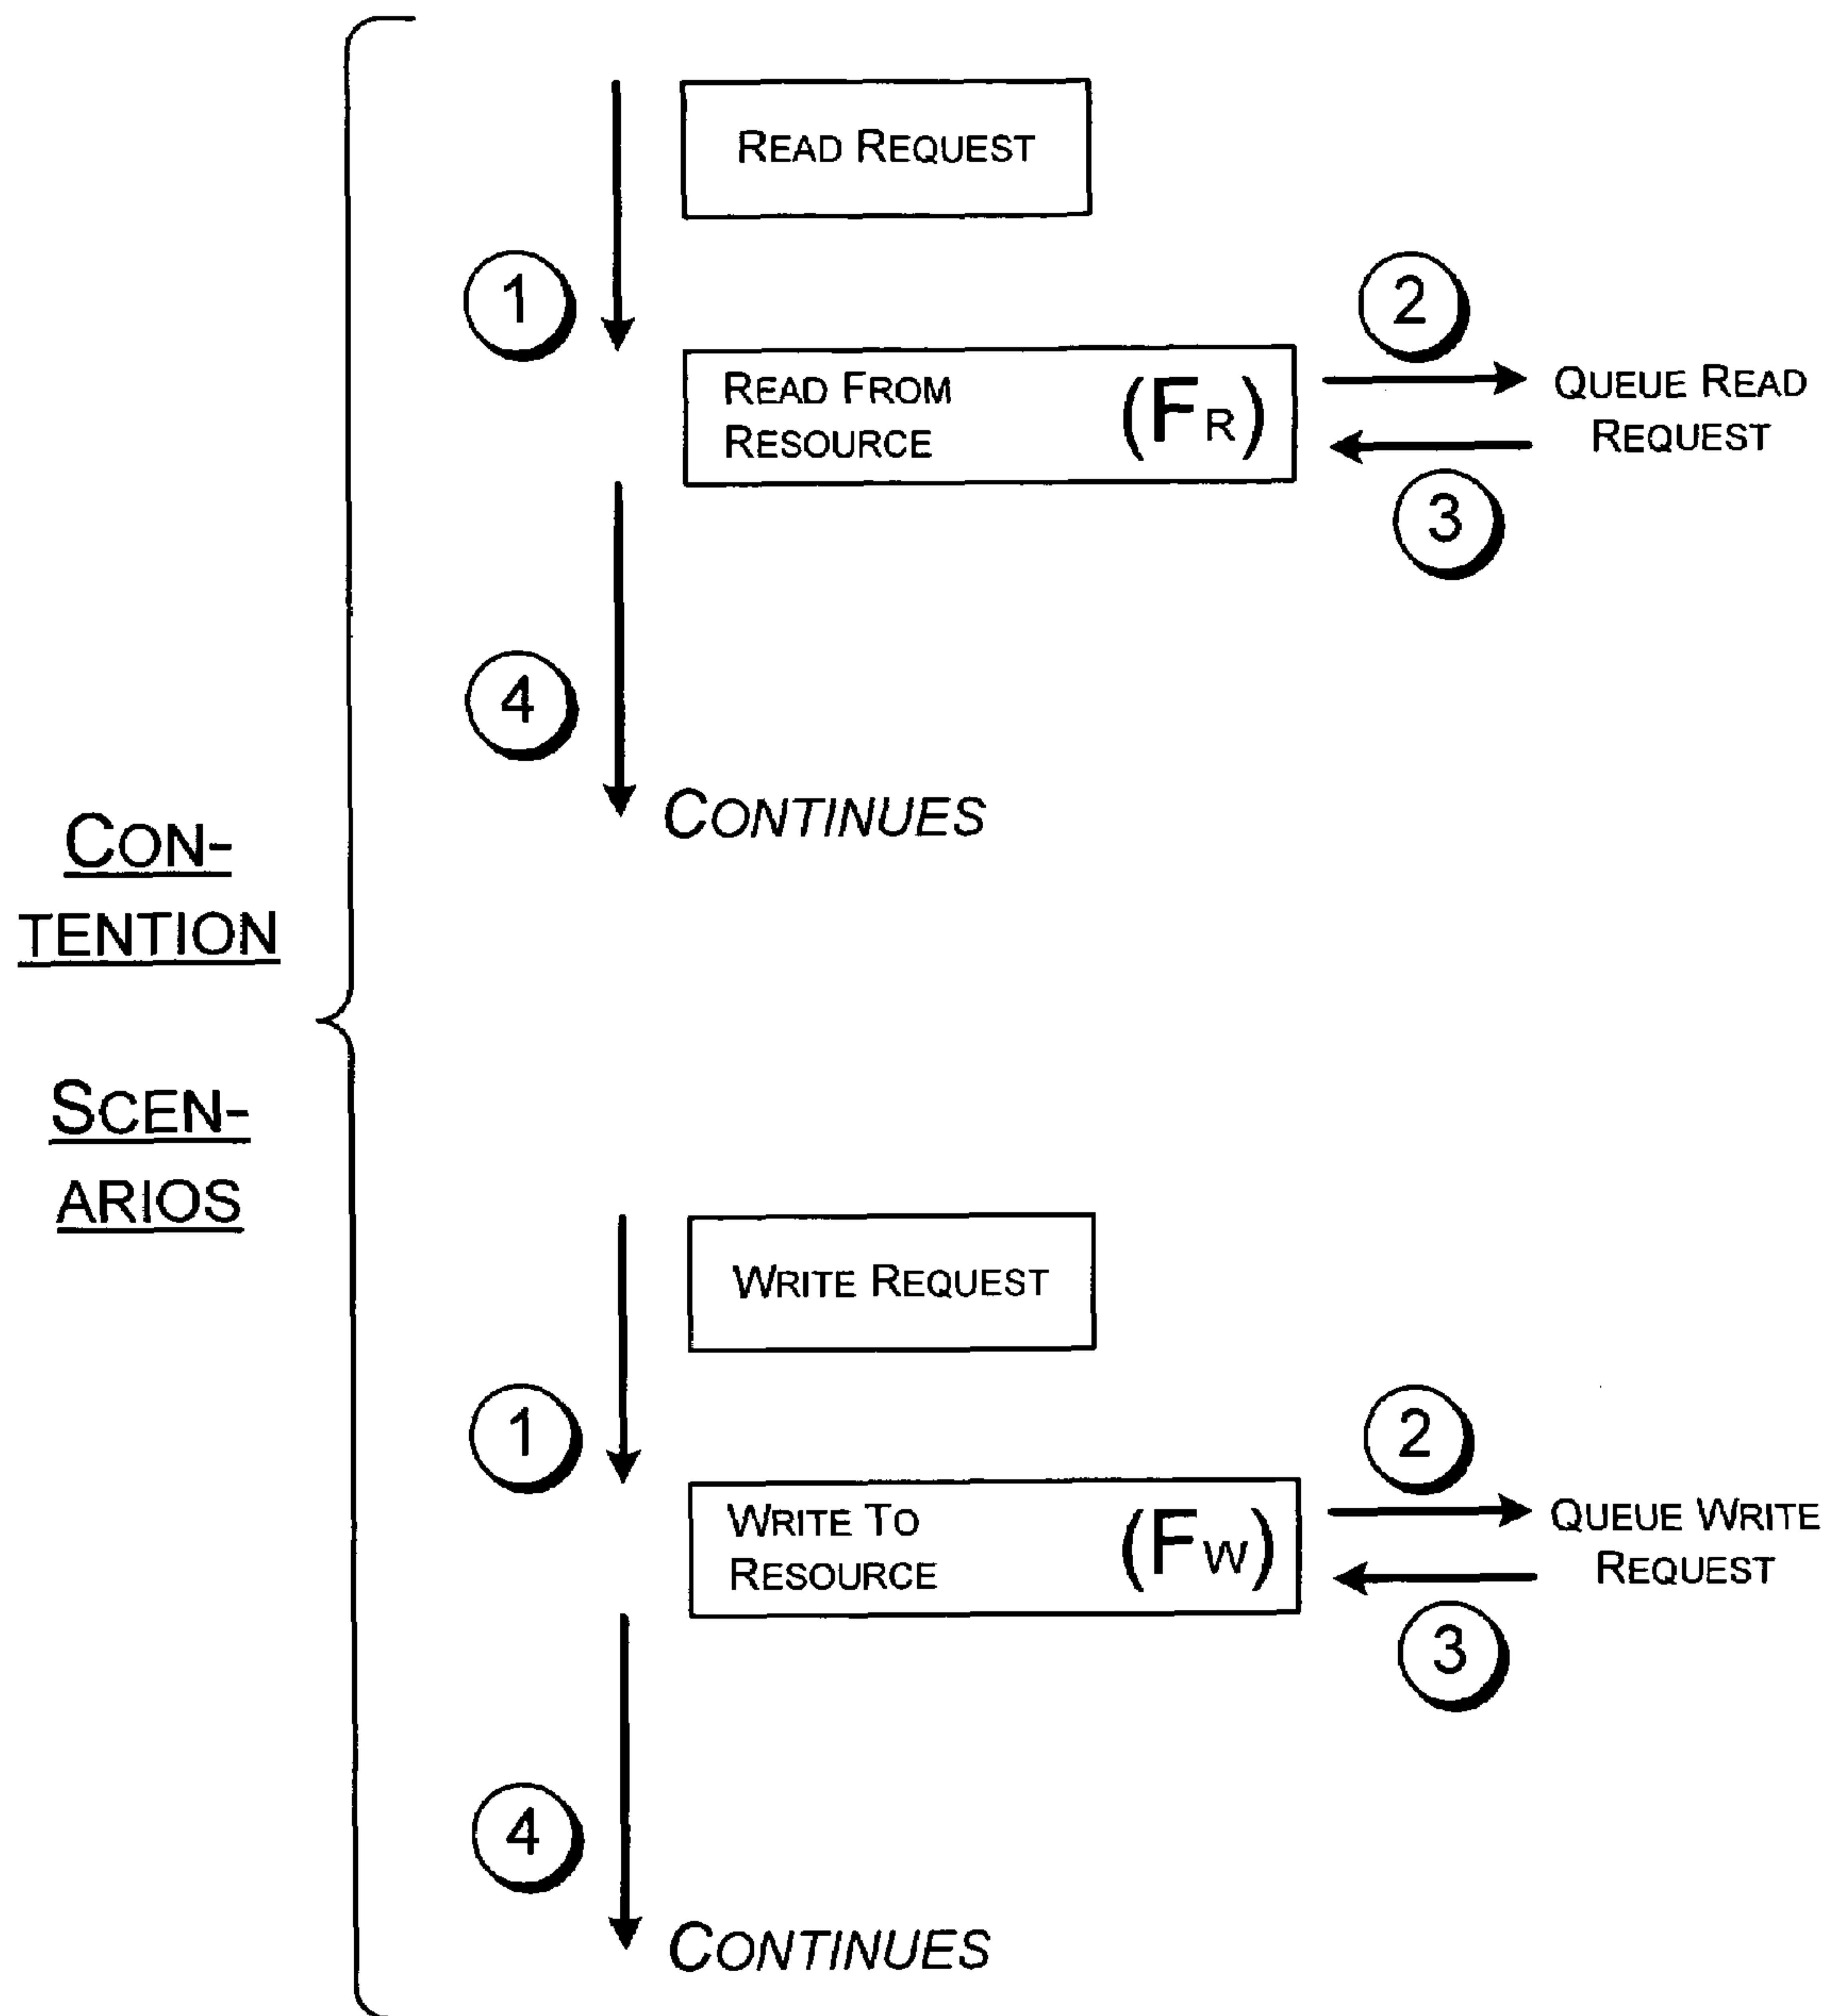 READ REQUEST
1
2
READ FROM
RESOURCE
(FR)
QUEUE READ
REQUEST
3
4
CONTINUES
CON-
TENTION
SCEN-
ARIOS
WRITE REQUEST
1
2
WRITE TO
RESOURCE
(FW)
QUEUE WRITE
REQUEST
3
4
CONTINUES